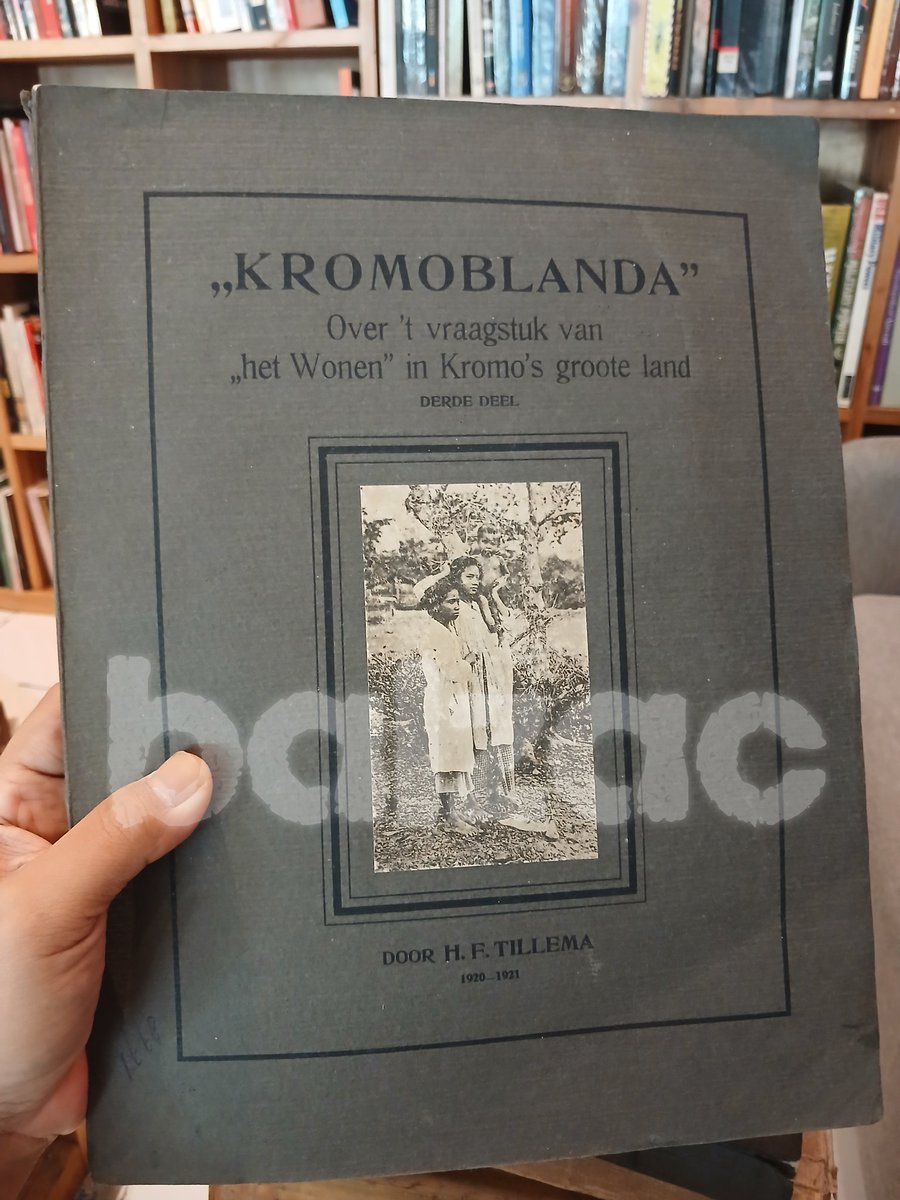 „KROMOBLANDA”
Over 't vraagstuk van
„het Wonen” in Kromo's groote land
DERDE DEEL
DOOR H. F. TILLEMA
1920—1921